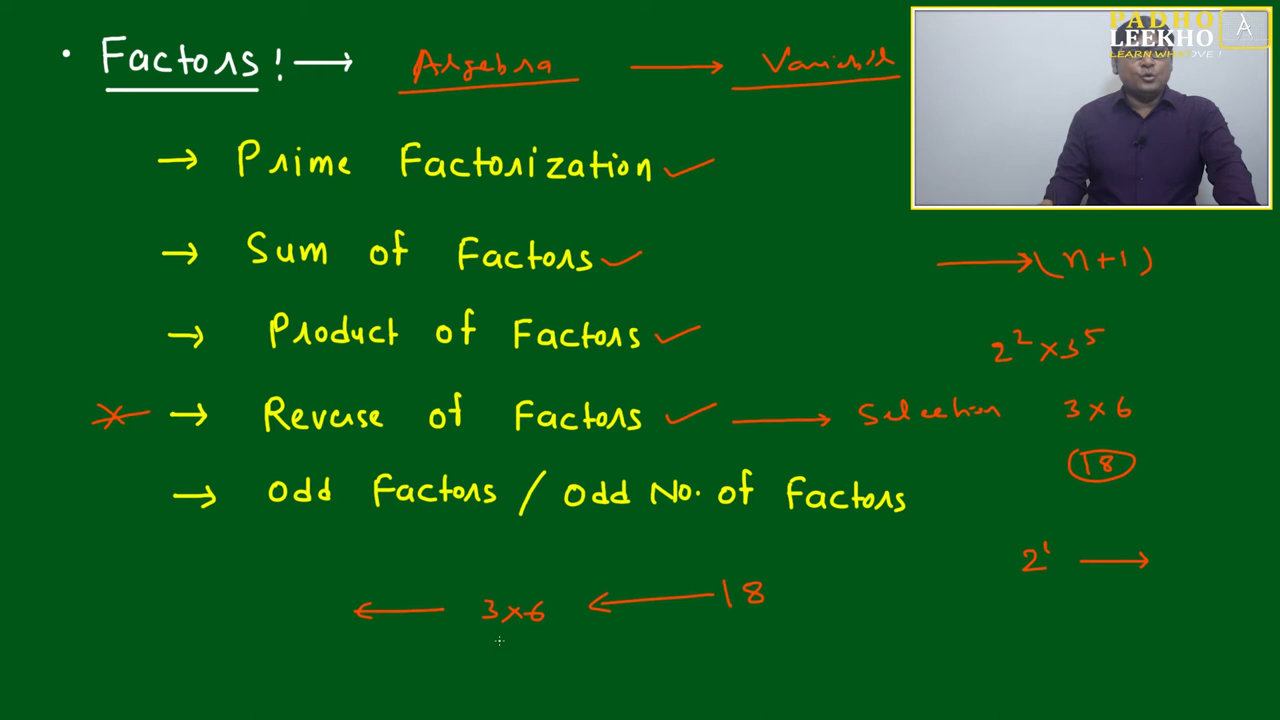 • Factors! → Algebra → Variable
PADHO
LEEKHO
A
→ Prime Factorization ✓
→ Sum of Factors ✓
→ (n+1)
→ Product of Factors ✓
2² × 3⁵
→ Reverse of Factors ✓ → Selection
3 × 6
18
→ Odd Factors / Odd No. of Factors
2¹ →
← 3×6 ← 18